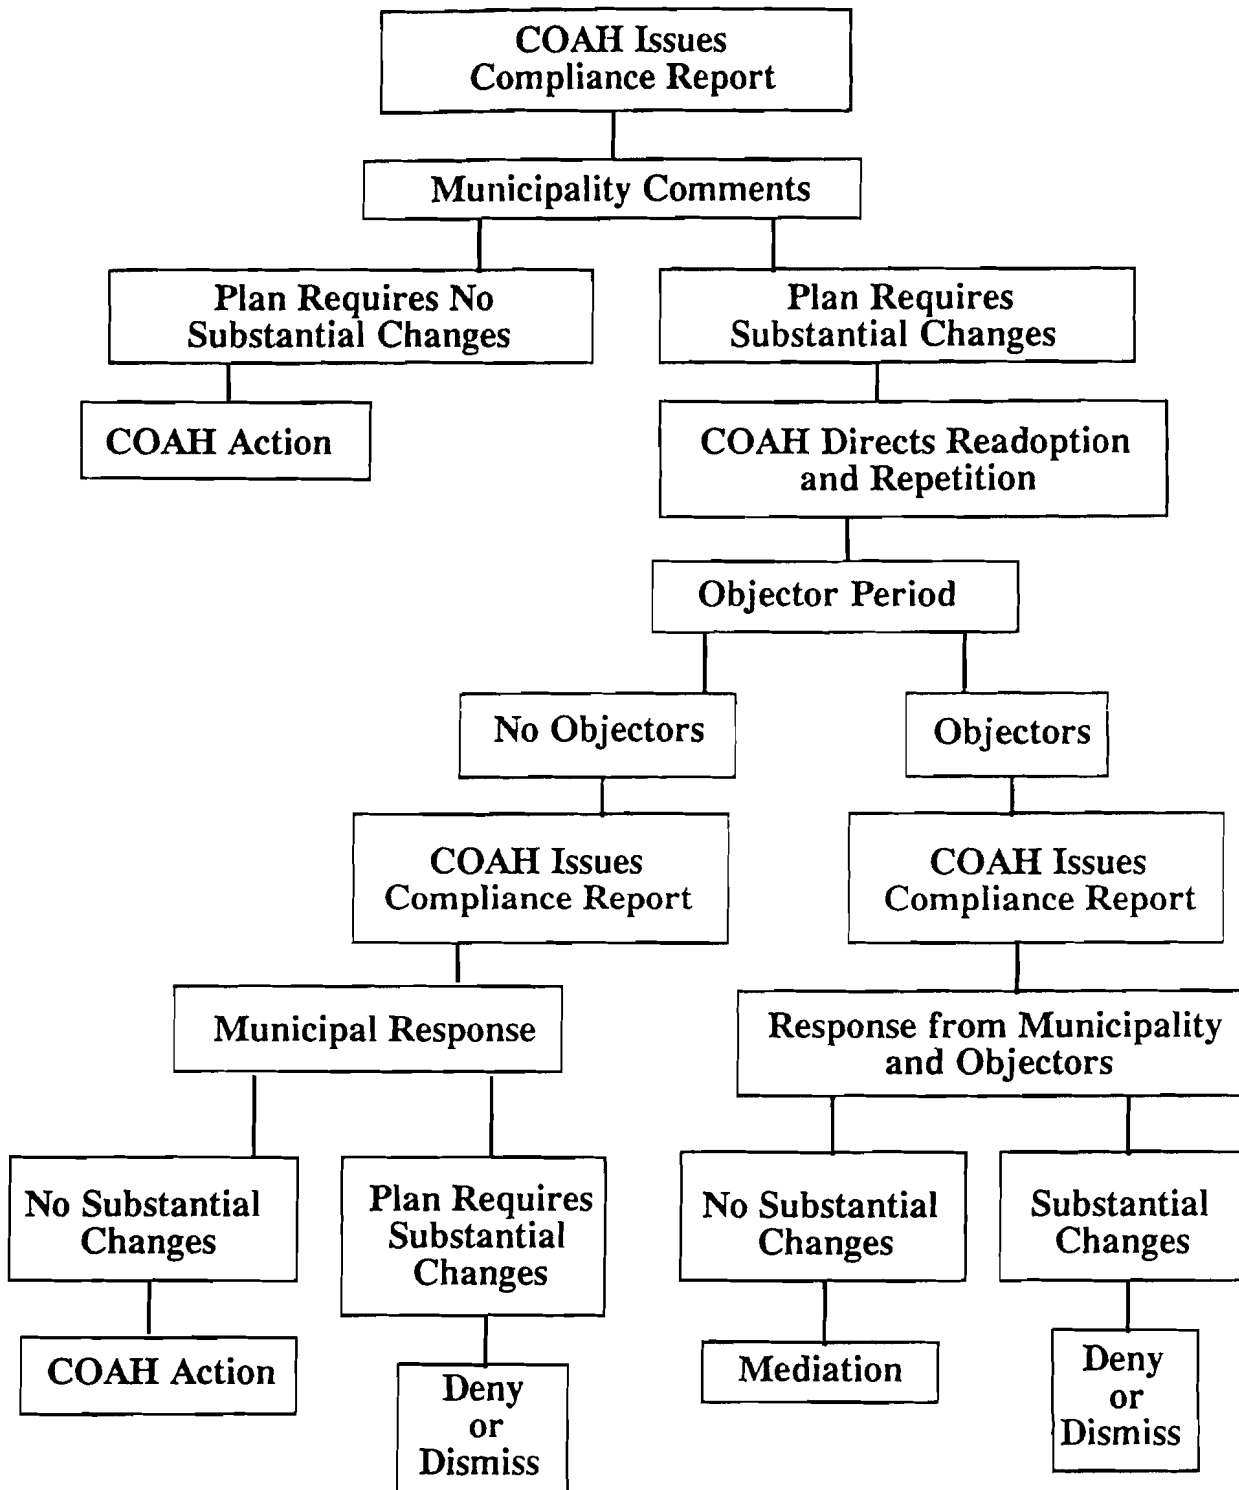 COAH Issues
Compliance Report
Municipality Comments
Plan Requires No
Substantial Changes
Plan Requires
Substantial Changes
COAH Action
COAH Directs Readoption
and Repetition
Objector Period
No Objectors
Objectors
COAH Issues
Compliance Report
COAH Issues
Compliance Report
Municipal Response
Response from Municipality
and Objectors
No Substantial
Changes
Plan Requires
Substantial
Changes
No Substantial
Changes
Substantial
Changes
COAH Action
Deny
or
Dismiss
Mediation
Deny
or
Dismiss